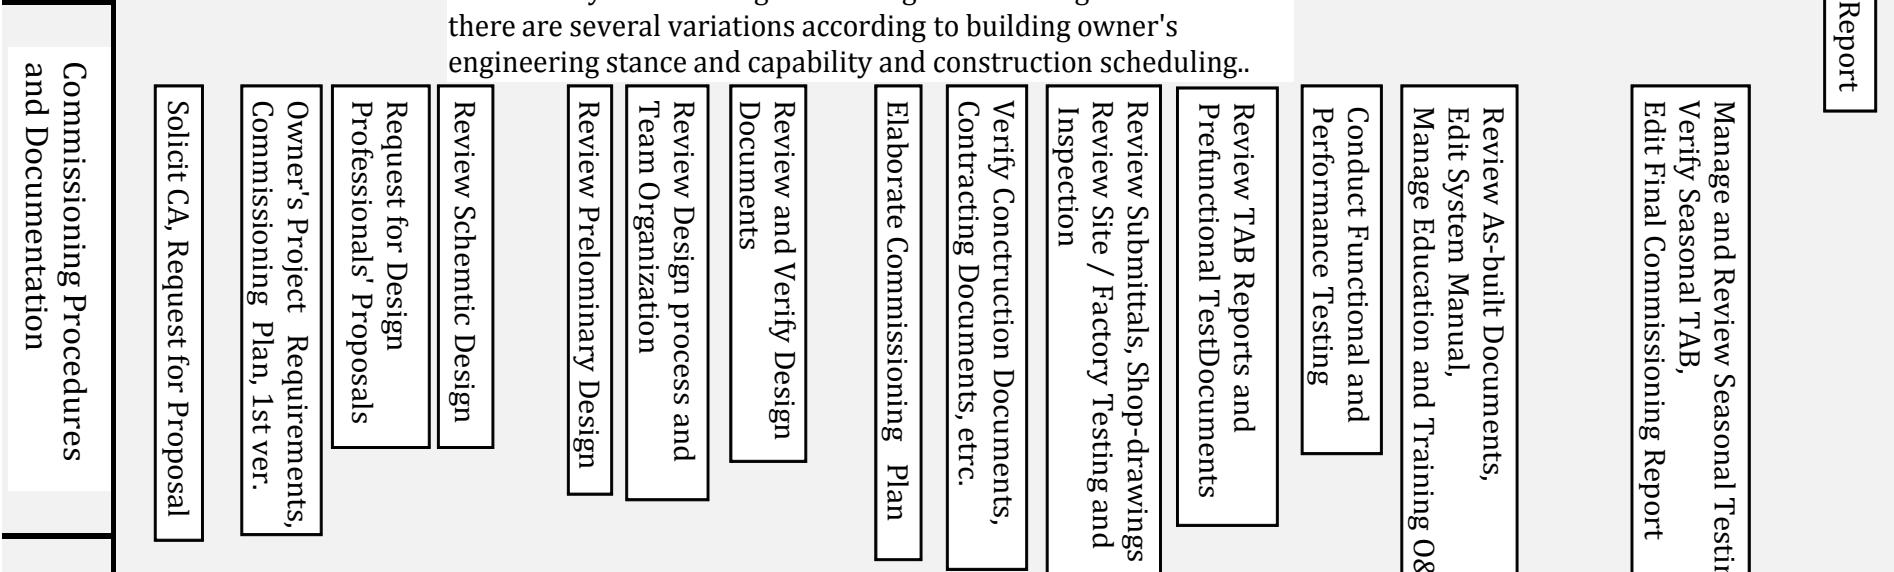 there are several variations according to building owner's
engineering stance and capability and construction scheduling..
Commissioning Procedures
and Documentation
Solicit CA, Request for Proposal
Owner's Project Requirements,
Commissioning Plan, 1st ver.
Request for Design
Professionals' Proposals
Review Schemtic Design
Review Prelominary Design
Review Design process and
Team Organization
Review and Verify Design
Documents
Elaborate Commissioning Plan
Verify Conctruction Documents,
Contracting Documents, etrc.
Review Submittals, Shop-drawings
Review Site / Factory Testing and
Inspection
Review TAB Reports and
Prefunctional TestDocuments
Conduct Functional and
Performance Testing
Review As-built Documents,
Edit System Manual,
Manage Education and Training O&
Manage and Review Seasonal Testin
Verify Seasonal TAB,
Edit Final Commissioning Report
Report